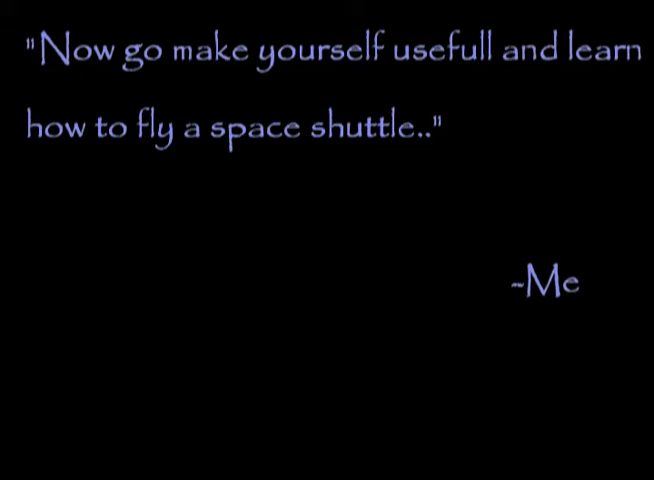 "Now go make yourself usefull and learn
how to fly a space shuttle.."
-Me